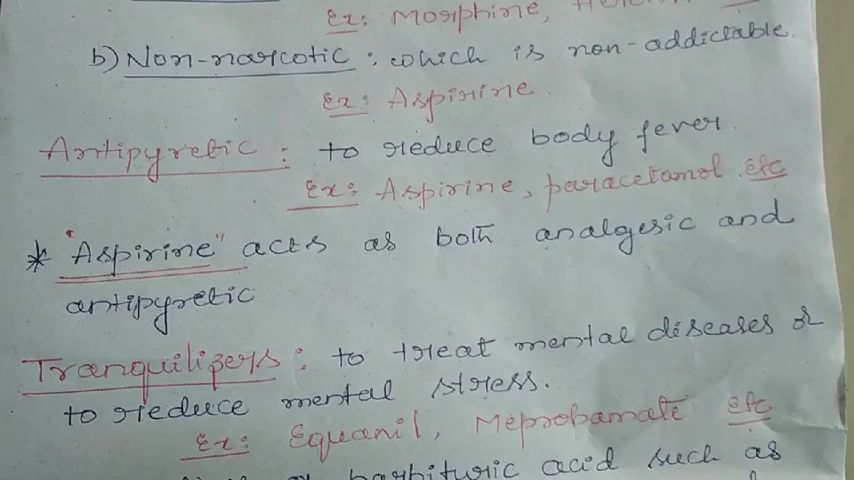 Ex: Morphine,
b) Non-narcotic : which is non-addictable.
Ex: Aspirine.
Antipyretic : to reduce body fever.
Ex: Aspirine, paracetamol etc
* "Aspirine" acts as both analgesic and
antipyretic
Tranquilizers : to treat mental diseases or
to reduce mental stress.
Ex: Equanil, Meprobamate etc
barbituric acid such as